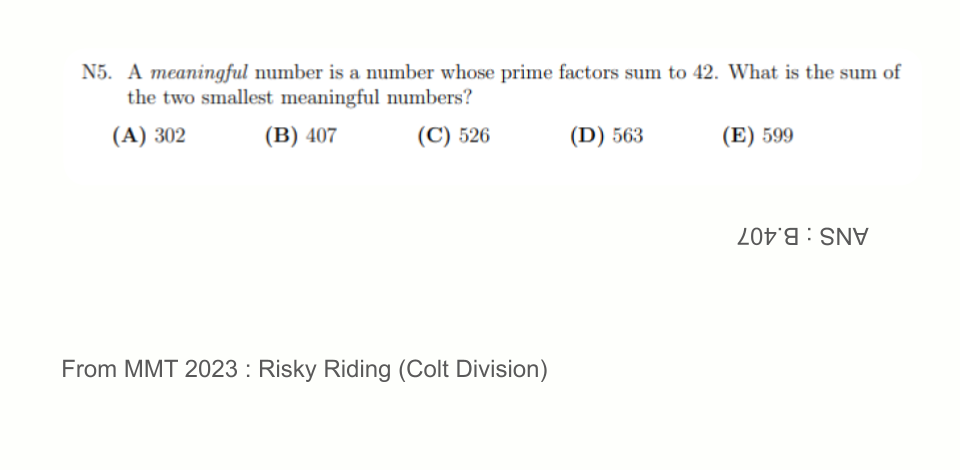 N5. A meaningful number is a number whose prime factors sum to 42. What is the sum of
the two smallest meaningful numbers?
(A) 302 (B) 407 (C) 526 (D) 563 (E) 599
ANS : B.407
From MMT 2023 : Risky Riding (Colt Division)